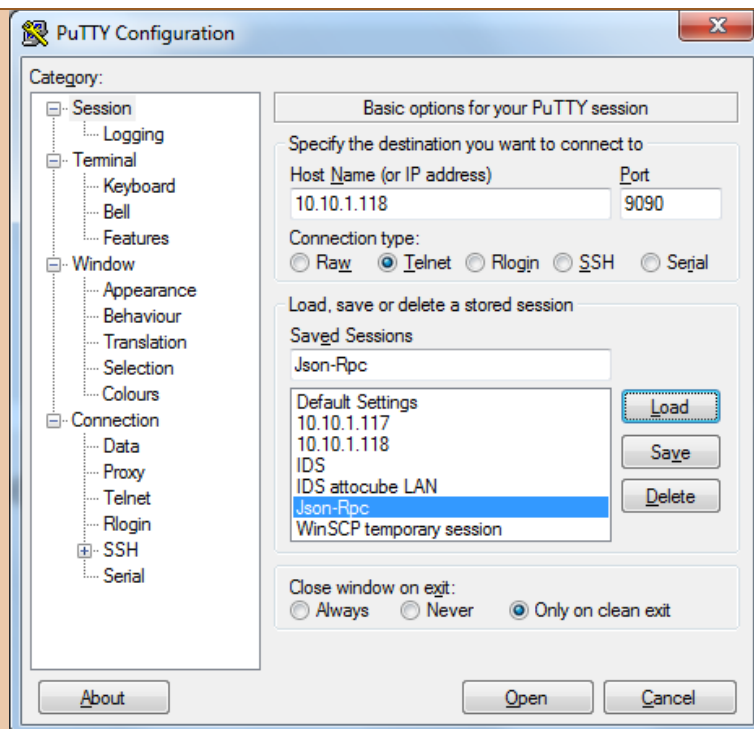 PuTTY Configuration
Category:
Session
Logging
Terminal
Keyboard
Bell
Features
Window
Appearance
Behaviour
Translation
Selection
Colours
Connection
Data
Proxy
Telnet
Rlogin
SSH
Serial
Basic options for your PuTTY session
Specify the destination you want to connect to
Host Name (or IP address) Port
10.10.1.118 9090
Connection type:
Raw Telnet Rlogin SSH Serial
Load, save or delete a stored session
Saved Sessions
Json-Rpc
Default Settings
10.10.1.117
10.10.1.118
IDS
IDS attocube LAN
Json-Rpc
WinSCP temporary session
Load
Save
Delete
Close window on exit:
Always Never Only on clean exit
About Open Cancel